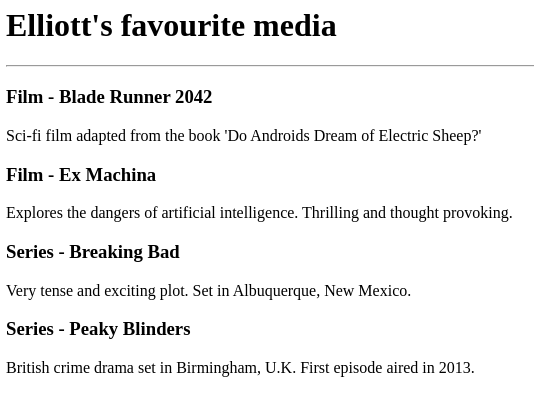 Elliott's favourite media
Film - Blade Runner 2042
Sci-fi film adapted from the book 'Do Androids Dream of Electric Sheep?'
Film - Ex Machina
Explores the dangers of artificial intelligence. Thrilling and thought provoking.
Series - Breaking Bad
Very tense and exciting plot. Set in Albuquerque, New Mexico.
Series - Peaky Blinders
British crime drama set in Birmingham, U.K. First episode aired in 2013.